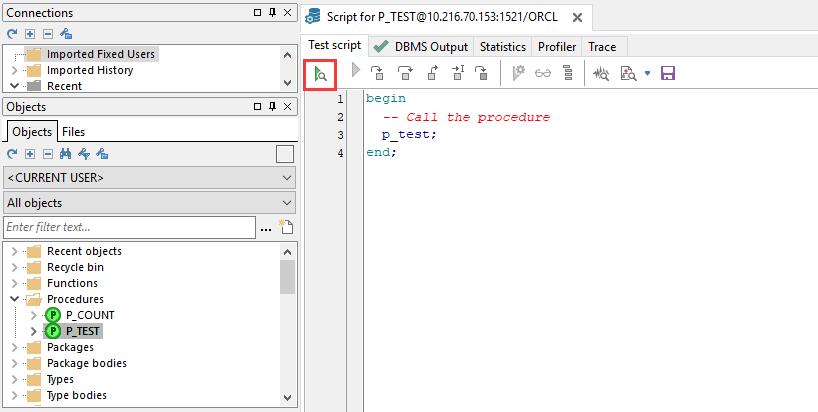 Connections
Imported Fixed Users
Imported History
Recent
Objects
Objects Files
<CURRENT USER>
All objects
Enter filter text...
...
Recent objects
Recycle bin
Functions
Procedures
P P_COUNT
P P_TEST
Packages
Package bodies
Types
Type bodies
Script for P_TEST@10.216.70.153:1521/ORCL
Test script DBMS Output Statistics Profiler Trace
1 begin
2 -- Call the procedure
3 p_test;
4 end;